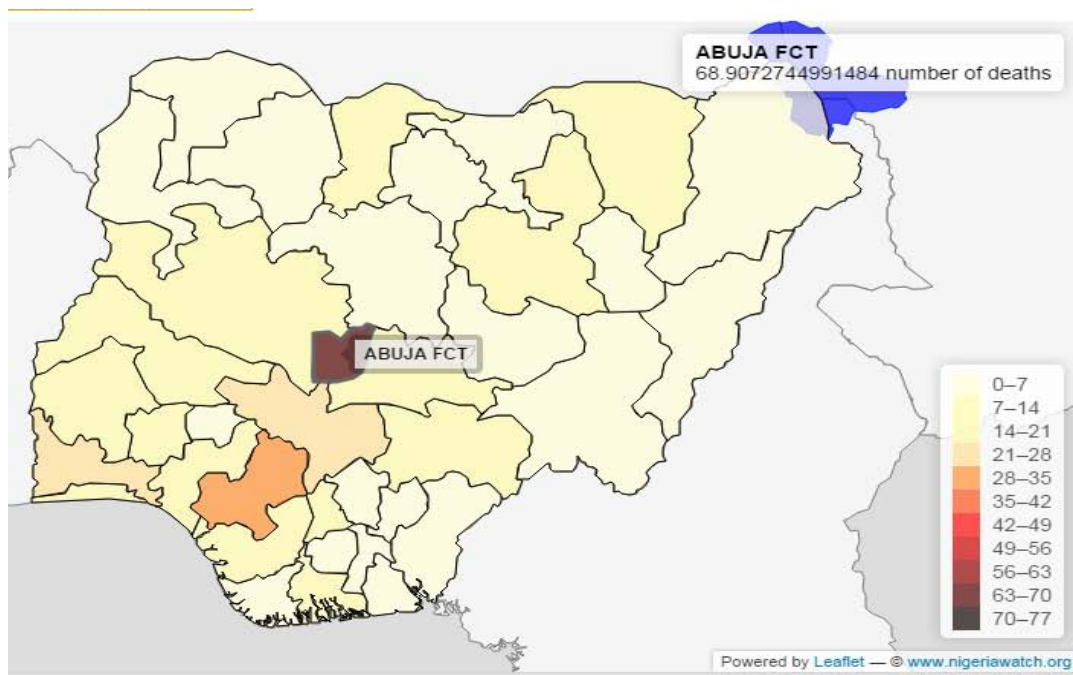 ABUJA FCT
68.9072744991484 number of deaths
ABUJA FCT
0–7
7–14
14–21
21–28
28–35
35–42
42–49
49–56
56–63
63–70
70–77
Powered by Leaflet — © www.nigeriawatch.org